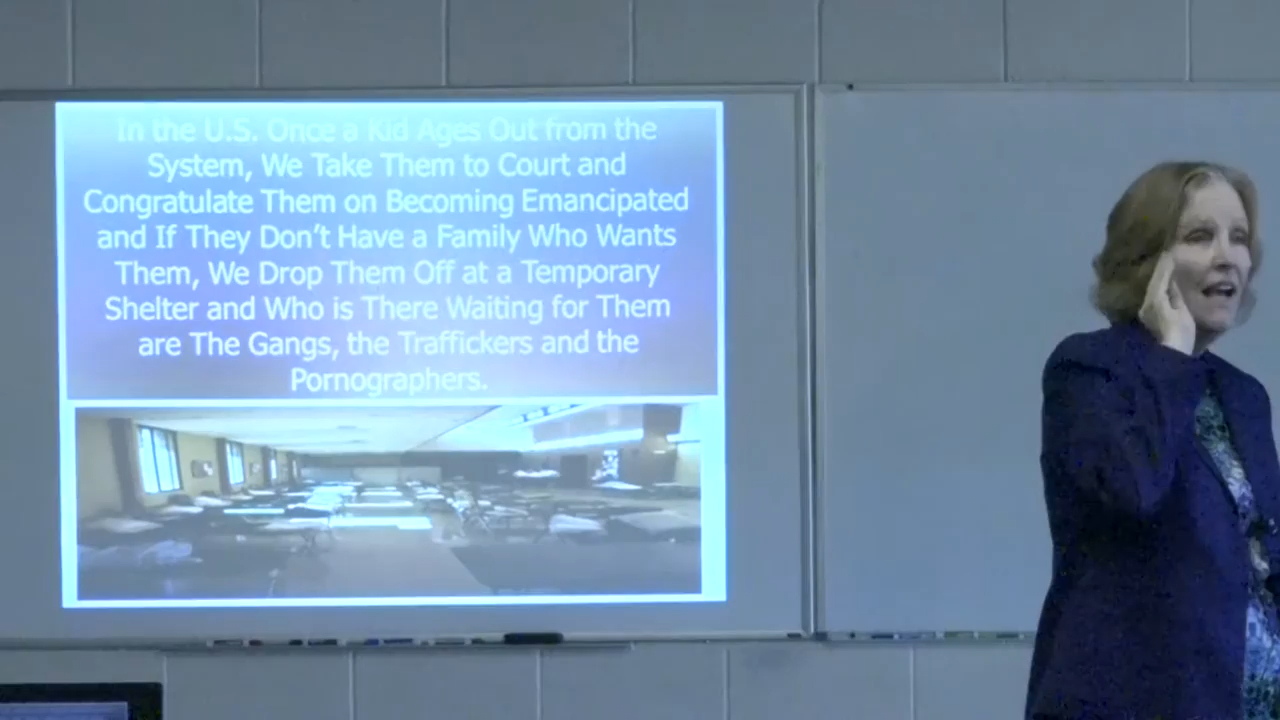 In the U.S. Once a Kid Ages Out from the
System, We Take Them to Court and
Congratulate Them on Becoming Emancipated
and If They Don't Have a Family Who Wants
Them, We Drop Them Off at a Temporary
Shelter and Who is There Waiting for Them
are The Gangs, the Traffickers and the
Pornographers.